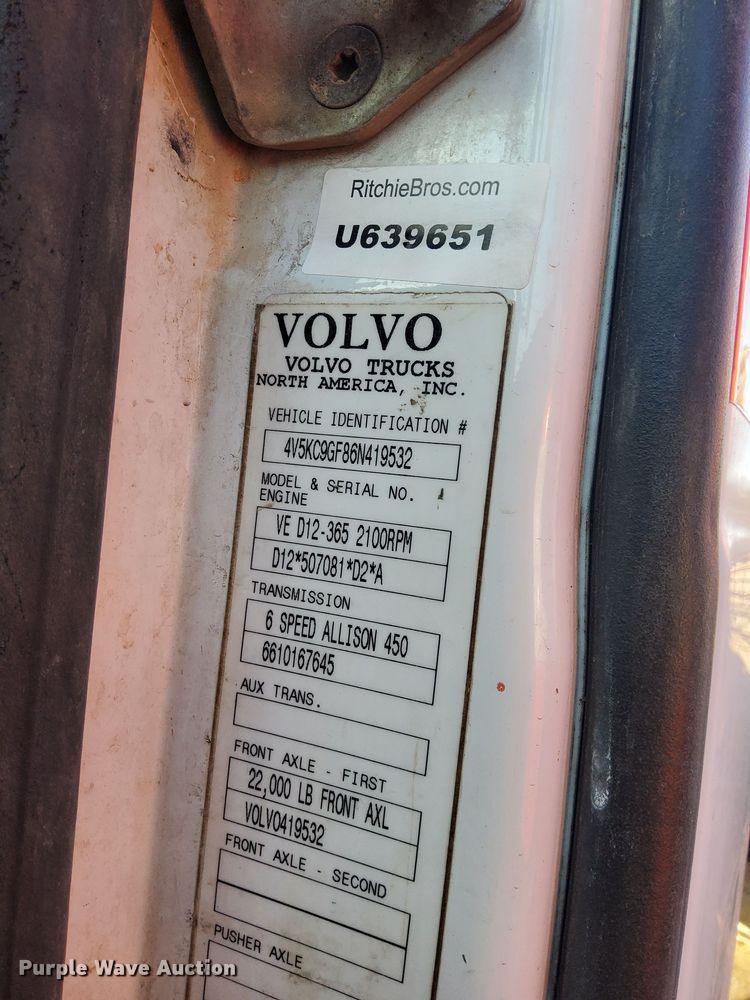 RitchieBros.com
U639651
VOLVO
VOLVO TRUCKS
NORTH AMERICA, INC.
VEHICLE IDENTIFICATION #
4V5KC9GF86N419532
MODEL & SERIAL NO.
ENGINE
VE D12-365 2100RPM
D12*507081*D2*A
TRANSMISSION
6 SPEED ALLISON 450
6610167645
AUX TRANS.
FRONT AXLE - FIRST
22,000 LB FRONT AXL
VOLVO419532
FRONT AXLE - SECOND
PUSHER AXLE
Purple Wave Auction